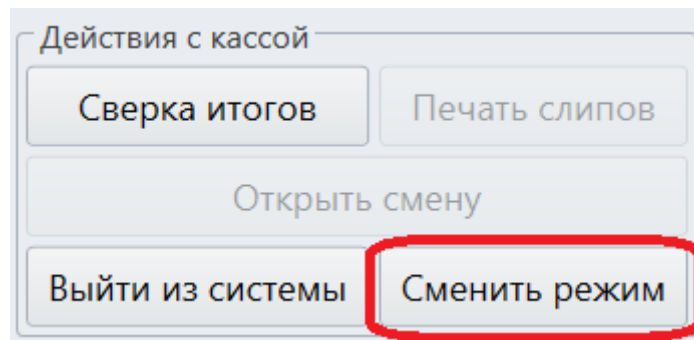 Действия с кассой
Сверка итогов Печать слипов
Открыть смену
Выйти из системы Сменить режим